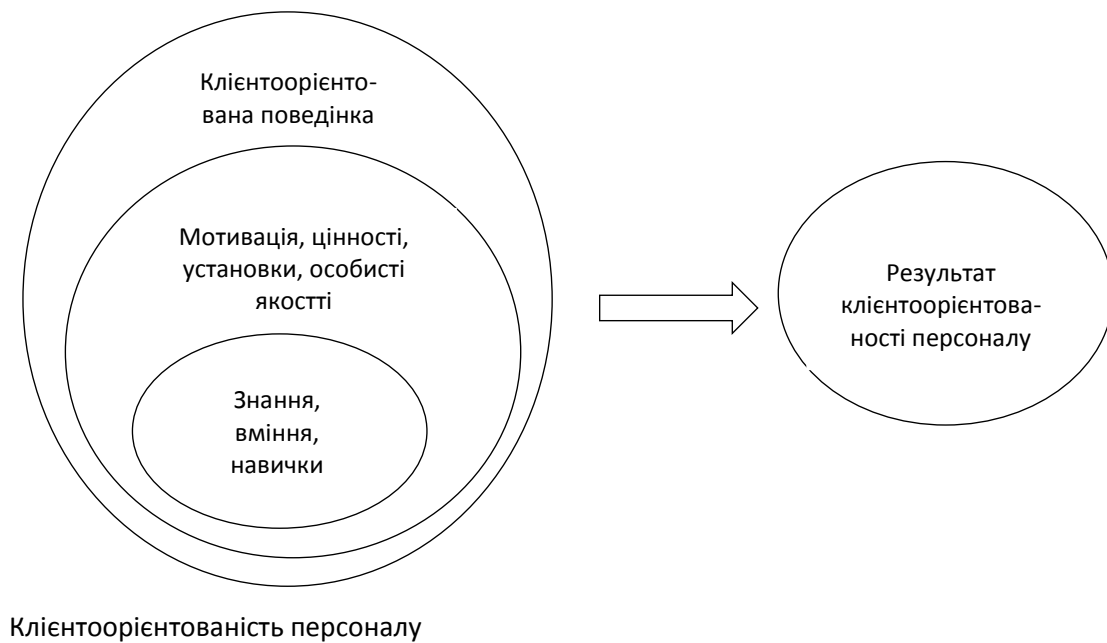 Клієнтоорієнто-
вана поведінка
Мотивація, цінності,
установки, особисті
якостті
Знання,
вміння,
навички
Результат
клієнтоорієнтова-
ності персоналу
Клієнтоорієнтованість персоналу